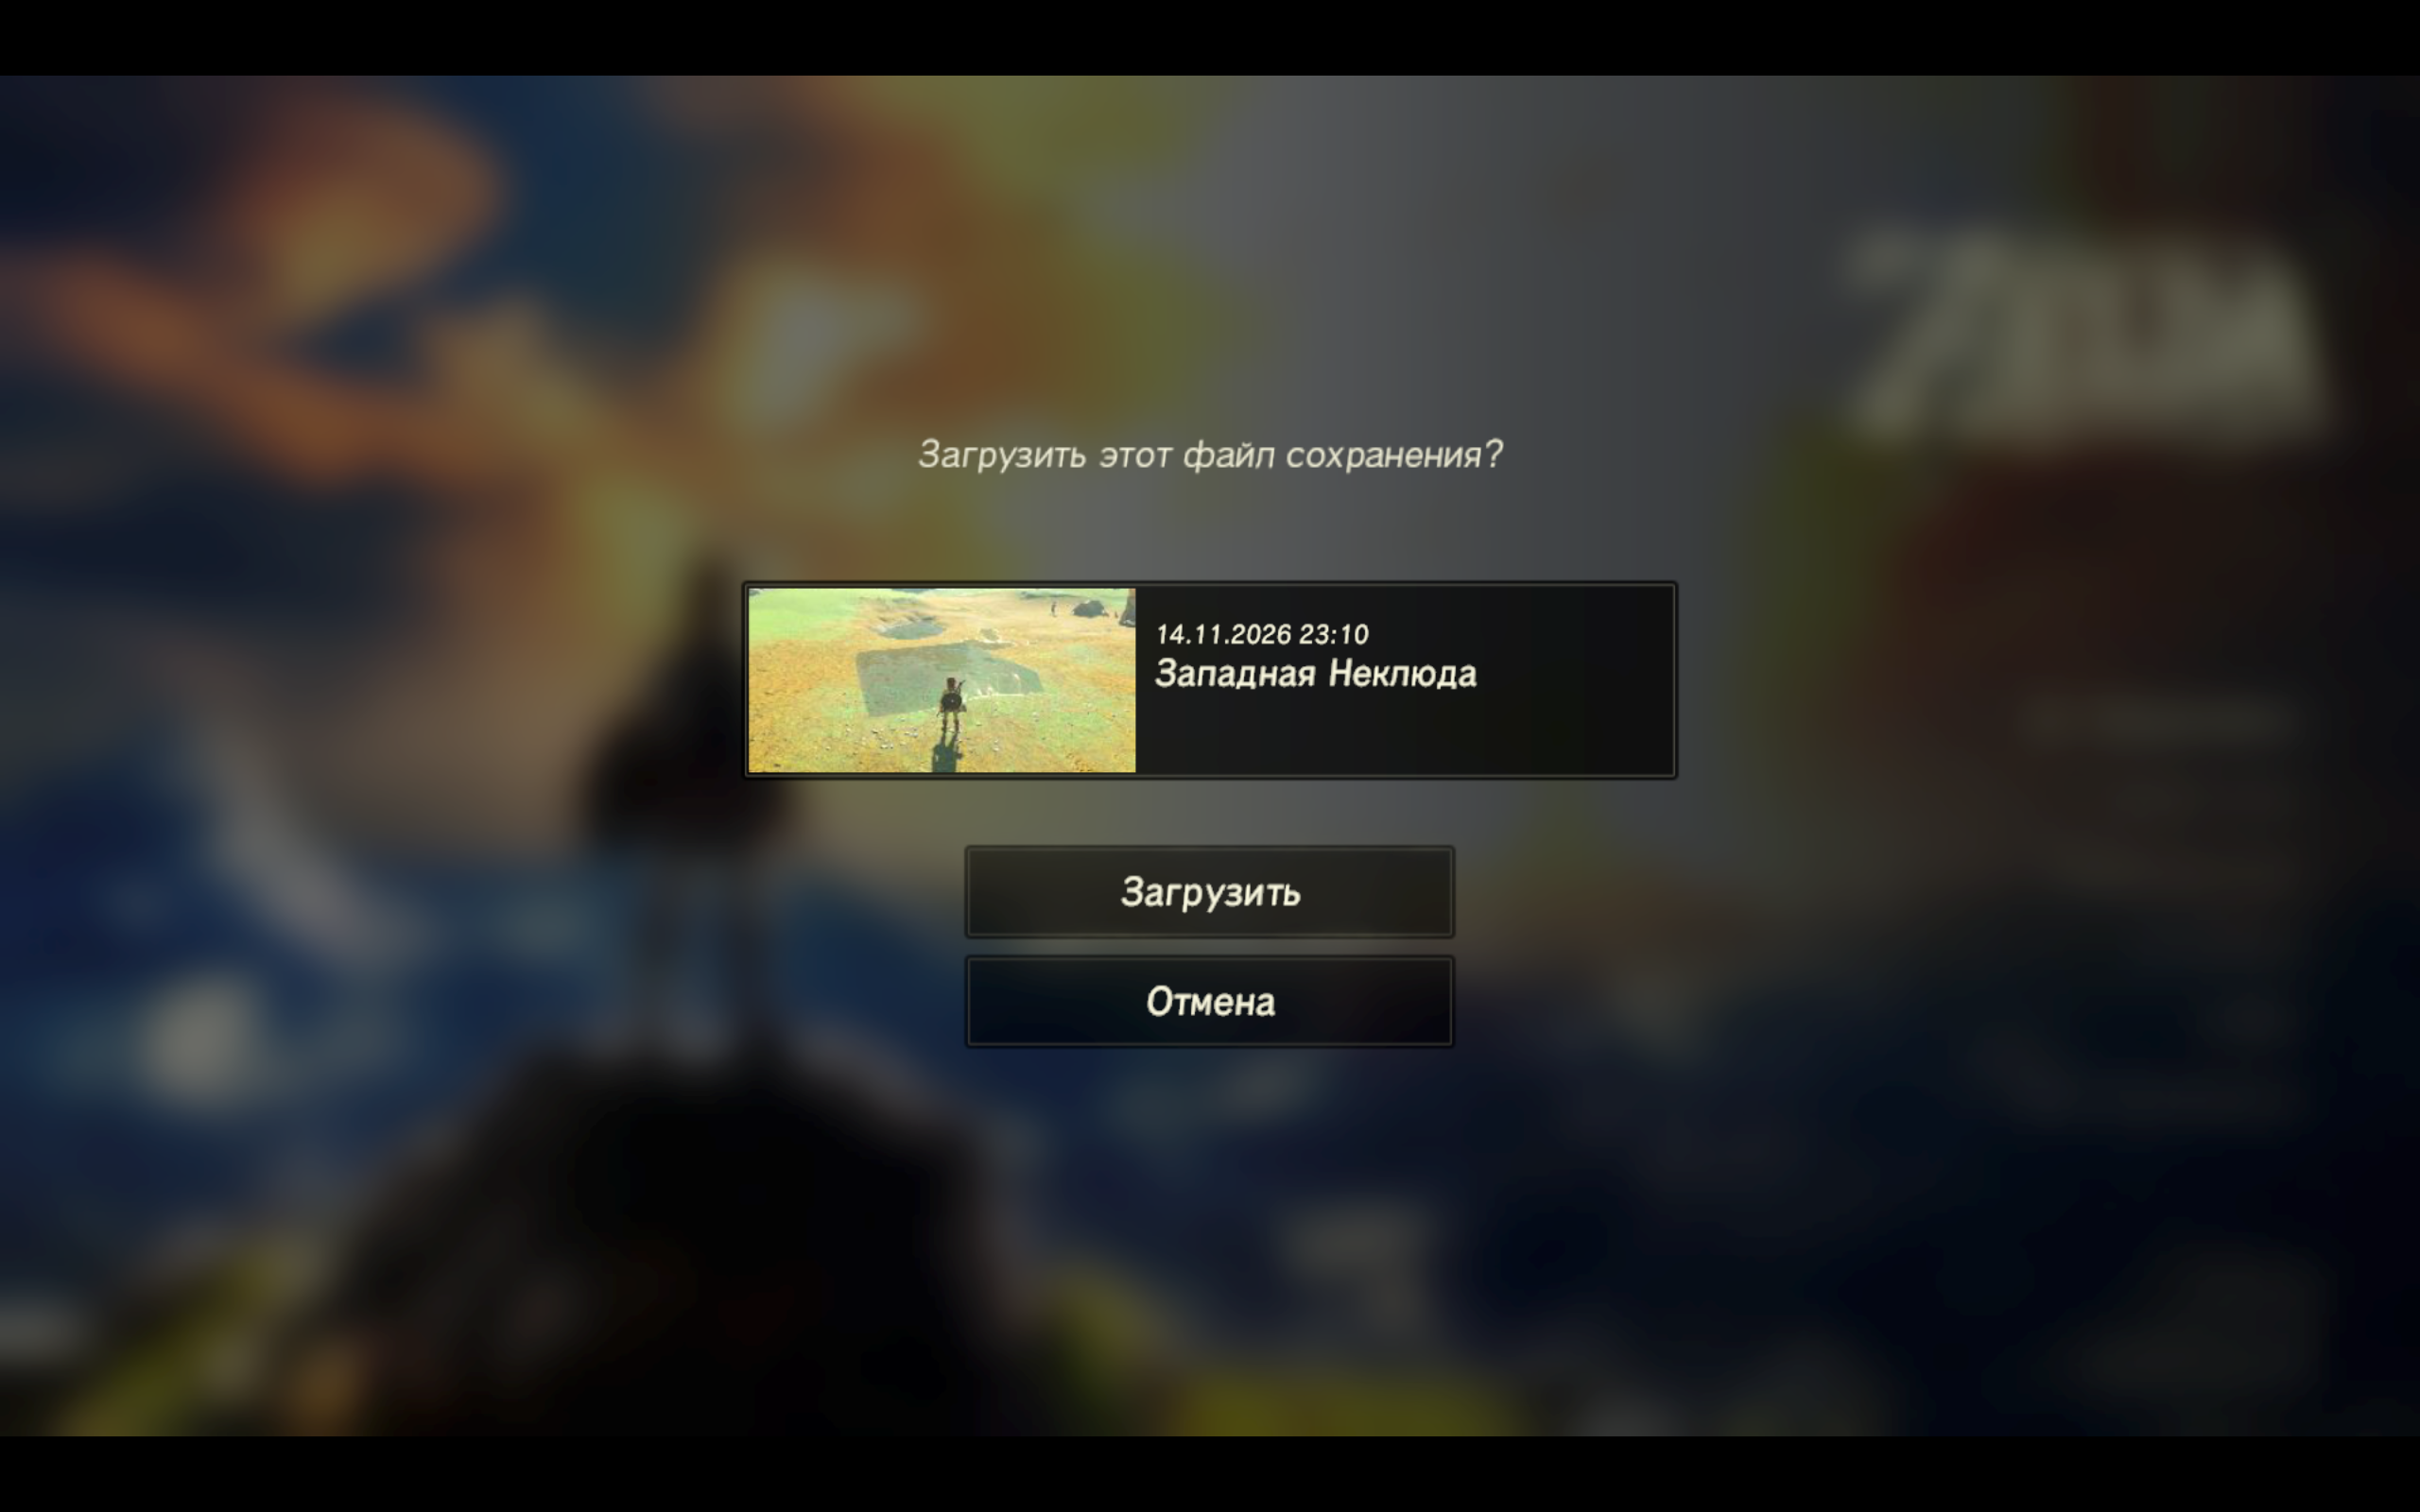 Загрузить этот файл сохранения?
14.11.2026 23:10
Западная Неклюда
Загрузить
Отмена